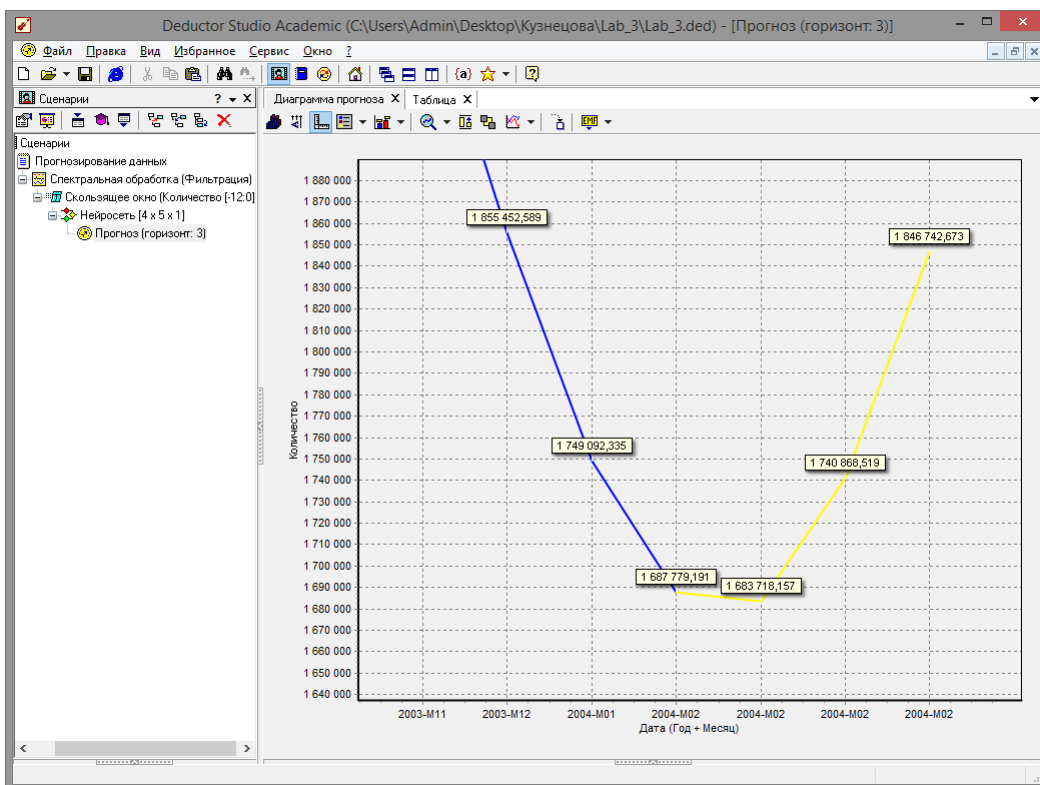 Deductor Studio Academic (C:\Users\Admin\Desktop\Кузнецова\Lab_3\Lab_3.ded) - [Прогноз (горизонт: 3)]
Файл Правка Вид Избранное Сервис Окно ?
Сценарии ?
Диаграмма прогноза X Таблица X
Сценарии
Прогнозирование данных
Спектральная обработка (Фильтрация)
Скользящее окно (Количество [-12:0]
Нейросеть [4 x 5 x 1]
Прогноз (горизонт: 3)
Количество
1 880 000
1 870 000
1 860 000
1 850 000
1 840 000
1 830 000
1 820 000
1 810 000
1 800 000
1 790 000
1 780 000
1 770 000
1 760 000
1 750 000
1 740 000
1 730 000
1 720 000
1 710 000
1 700 000
1 690 000
1 680 000
1 670 000
1 660 000
1 650 000
1 640 000
1 855 452,589
1 749 092,335
1 687 779,191
1 683 718,157
1 740 868,519
1 846 742,673
2003-M11 2003-M12 2004-M01 2004-M02 2004-M02 2004-M02 2004-M02
Дата (Год + Месяц)